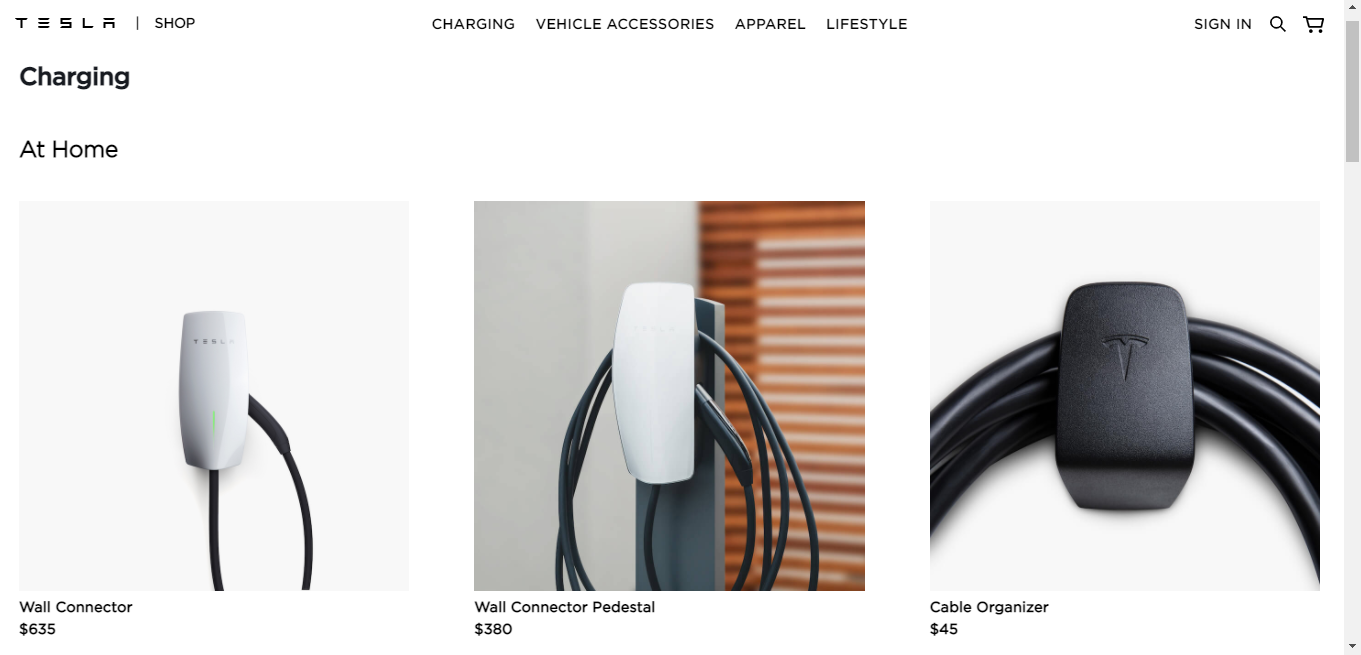 TESLA | SHOP
CHARGING VEHICLE ACCESSORIES APPAREL LIFESTYLE
SIGN IN
Charging
At Home
TESLA
TESLA
Wall Connector
$635
Wall Connector Pedestal
$380
Cable Organizer
$45